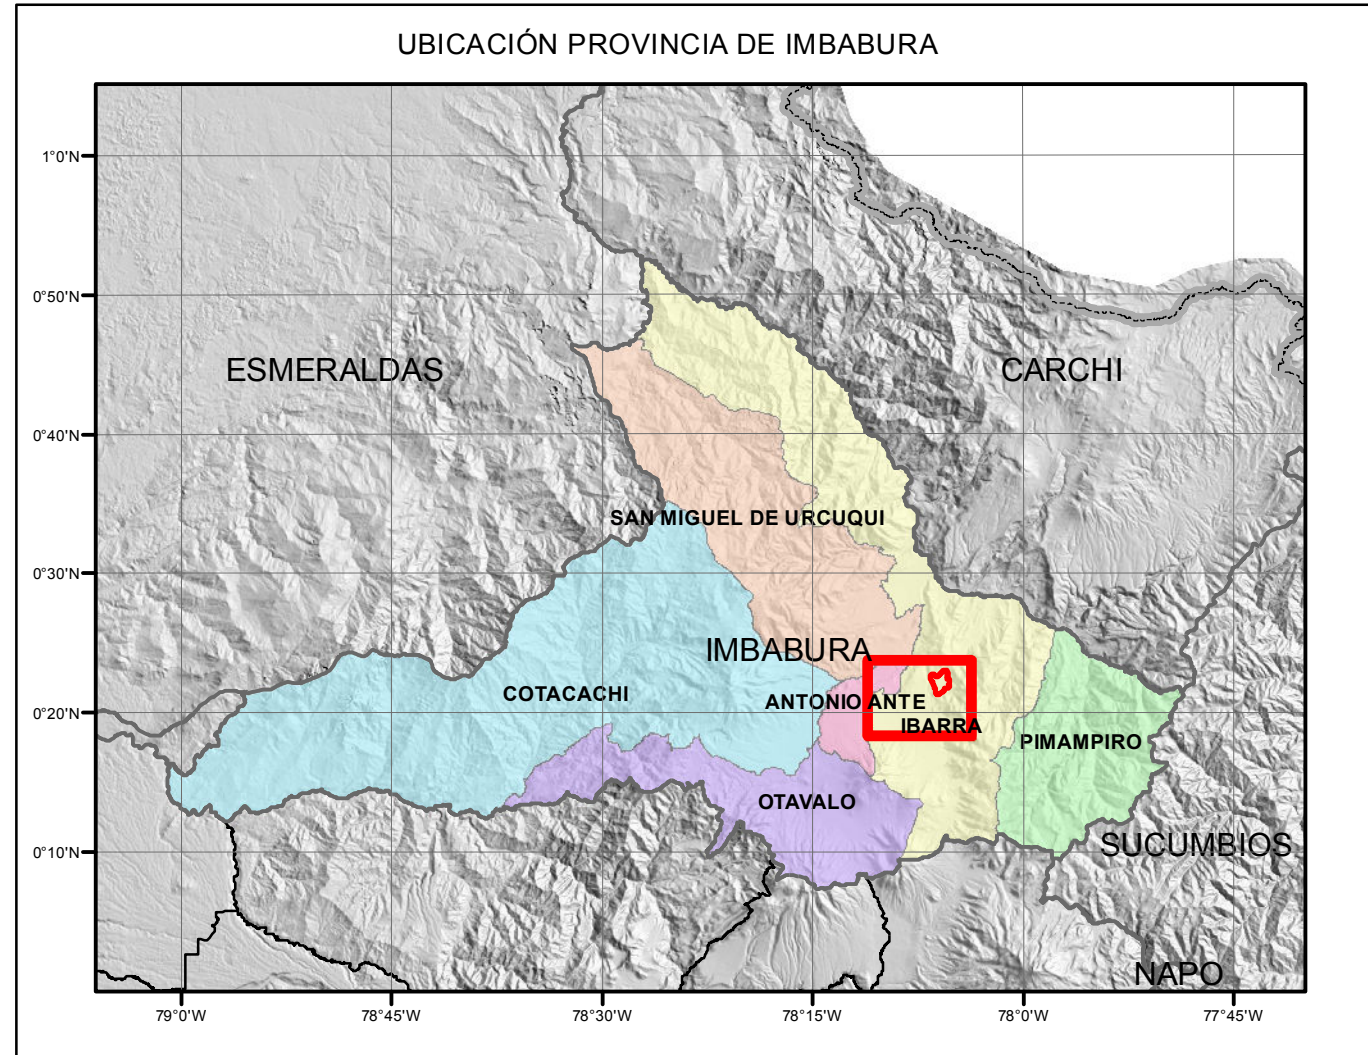 UBICACIÓN PROVINCIA DE IMBABURA
1°0'N
0°50'N
ESMERALDAS
CARCHI
0°40'N
SAN MIGUEL DE URCUQUI
0°30'N
IMBABURA
COTACACHI
ANTONIO ANTE
0°20'N
IBARRA
PIMAMPIRO
OTAVALO
0°10'N
SUCUMBIOS
NAPO
79°0'W
78°45'W
78°30'W
78°15'W
78°0'W
77°45'W